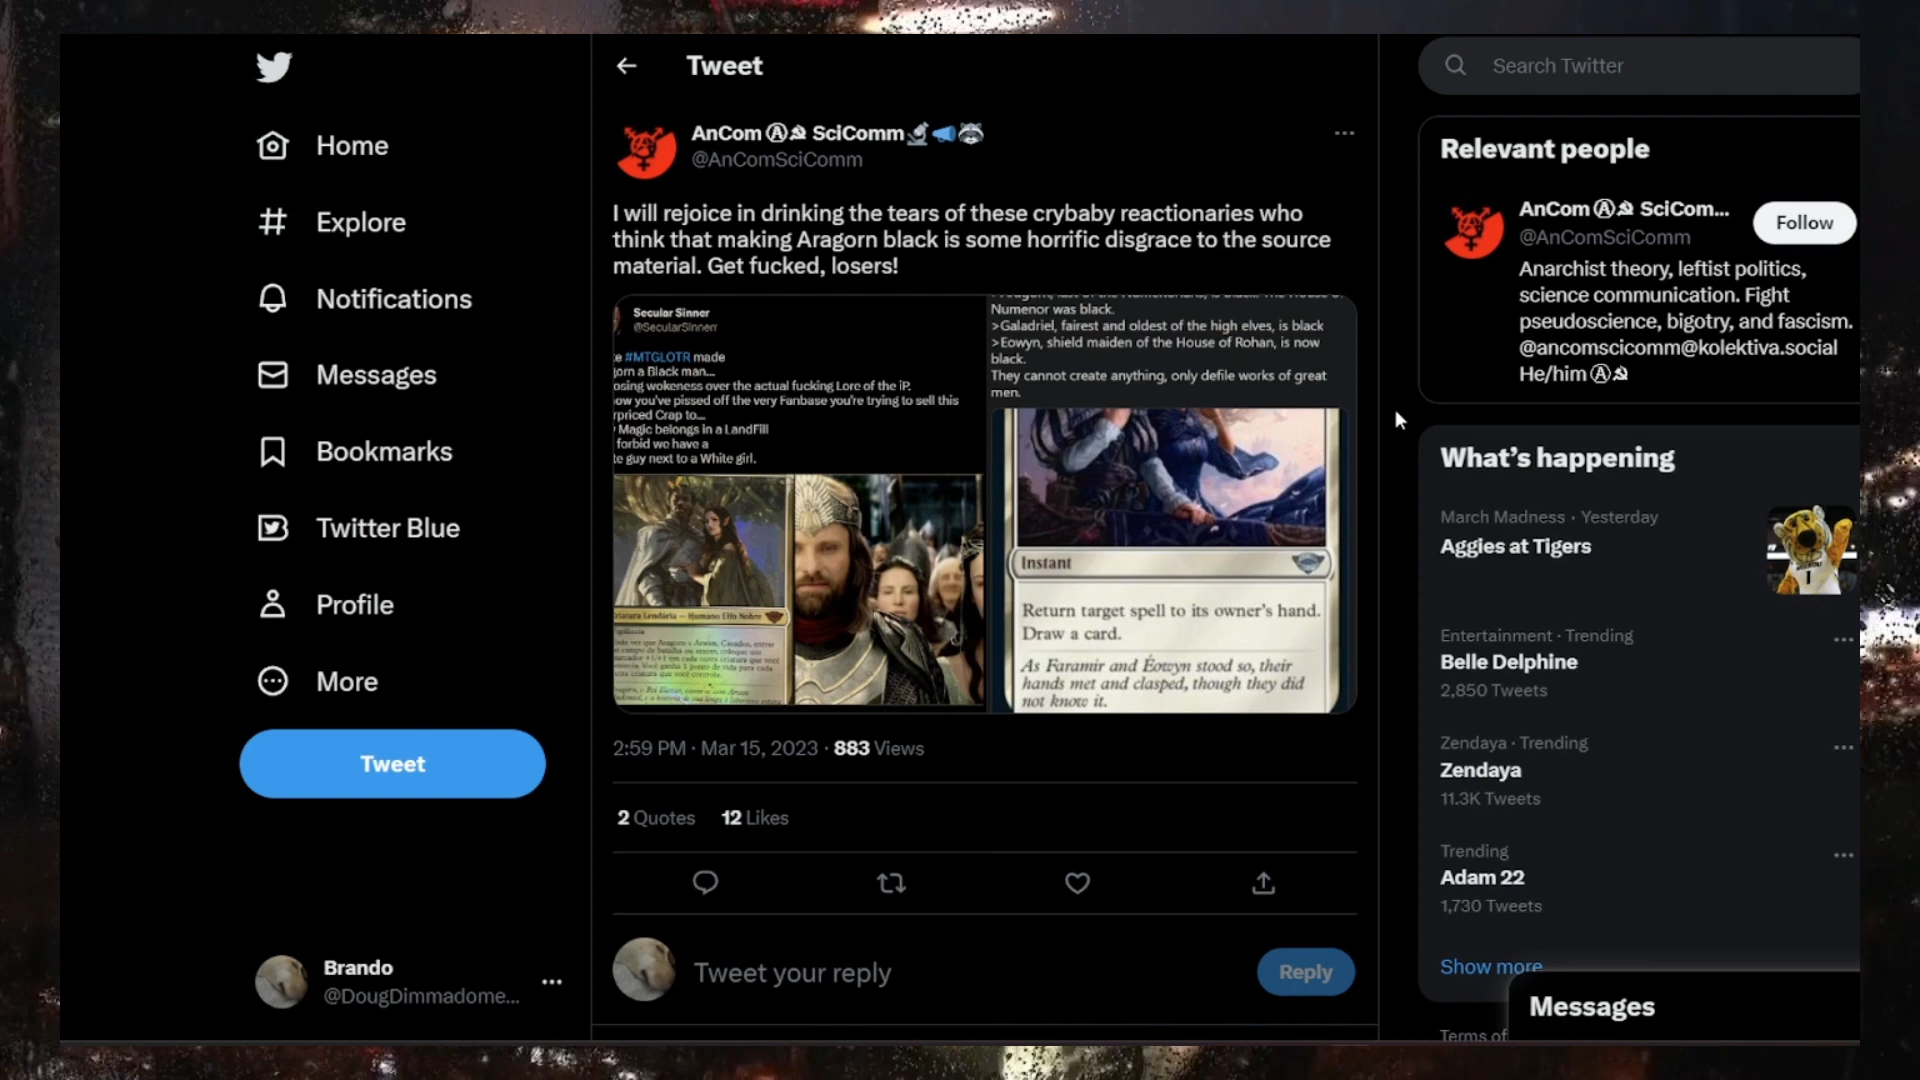 Home
Explore
Notifications
Messages
Bookmarks
Twitter Blue
Profile
More
Tweet
Brando
@DougDimmadome...
Tweet
AnCom Ⓐ☭ SciComm🔬📣🦝
@AnComSciComm
I will rejoice in drinking the tears of these crybaby reactionaries who
think that making Aragorn black is some horrific disgrace to the source
material. Get fucked, losers!
Secular Sinner
@SecularSinnerr
#MTGLOTR made
a Black man...
wokeness over the actual fucking Lore of the iP.
you've pissed off the very Fanbase you're trying to sell this
Crap to...
Magic belongs in a LandFill
forbid we have a
guy next to a White girl.
Humano Elfo Nobre
Numenor was black.
>Galadriel, fairest and oldest of the high elves, is black
>Eowyn, shield maiden of the House of Rohan, is now
black.
They cannot create anything, only defile works of great
men.
Instant
Return target spell to its owner's hand.
Draw a card.
As Faramir and Éowyn stood so, their
hands met and clasped, though they did
not know it.
2:59 PM · Mar 15, 2023 · 883 Views
2 Quotes 12 Likes
Tweet your reply
Reply
Search Twitter
Relevant people
AnCom Ⓐ☭ SciCom...
@AnComSciComm
Follow
Anarchist theory, leftist politics,
science communication. Fight
pseudoscience, bigotry, and fascism.
@ancomscicomm@kolektiva.social
He/him Ⓐ☭
What's happening
March Madness · Yesterday
Aggies at Tigers
Entertainment · Trending
Belle Delphine
2,850 Tweets
Zendaya · Trending
Zendaya
11.3K Tweets
Trending
Adam 22
1,730 Tweets
Show more
Terms of
Messages